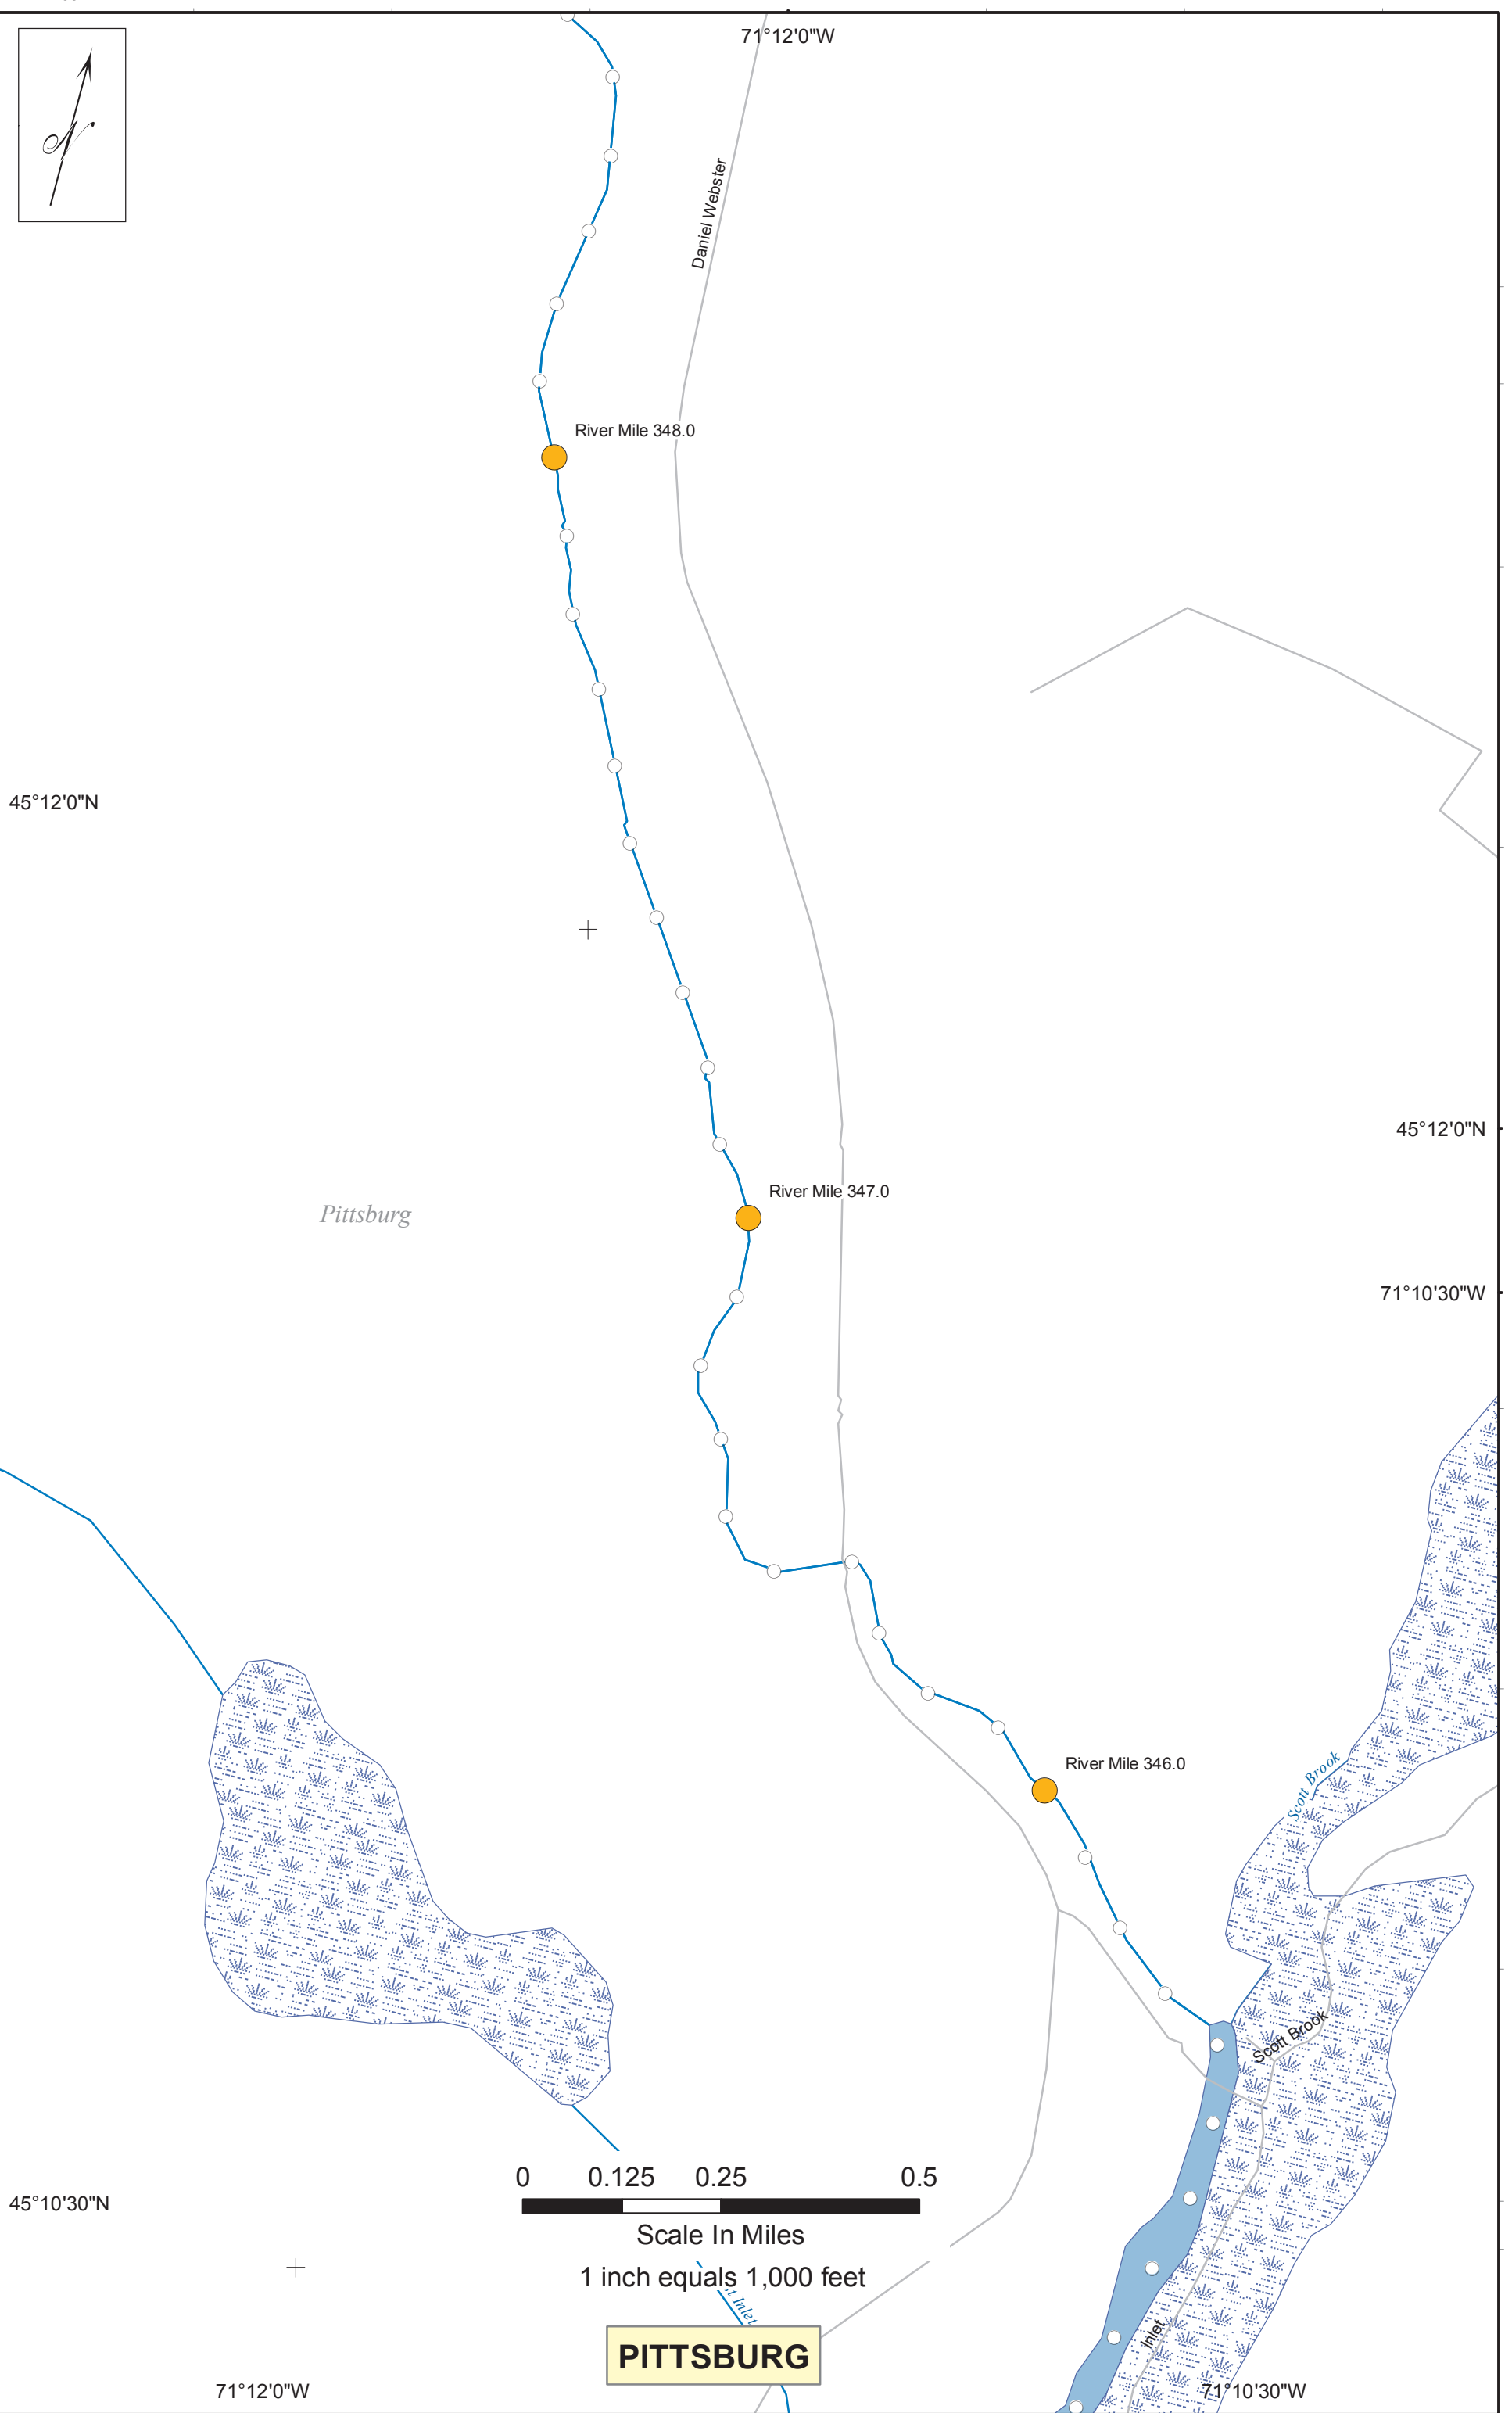 71°12'0"W
N
Daniel Webster
River Mile 348.0
45°12'0"N
45°12'0"N
River Mile 347.0
Pittsburg
71°10'30"W
River Mile 346.0
Scott Brook
Scott Brook
0 0.125 0.25 0.5
45°10'30"N
Scale In Miles
1 inch equals 1,000 feet
Inlet
Inlet
PITTSBURG
71°12'0"W
71°10'30"W